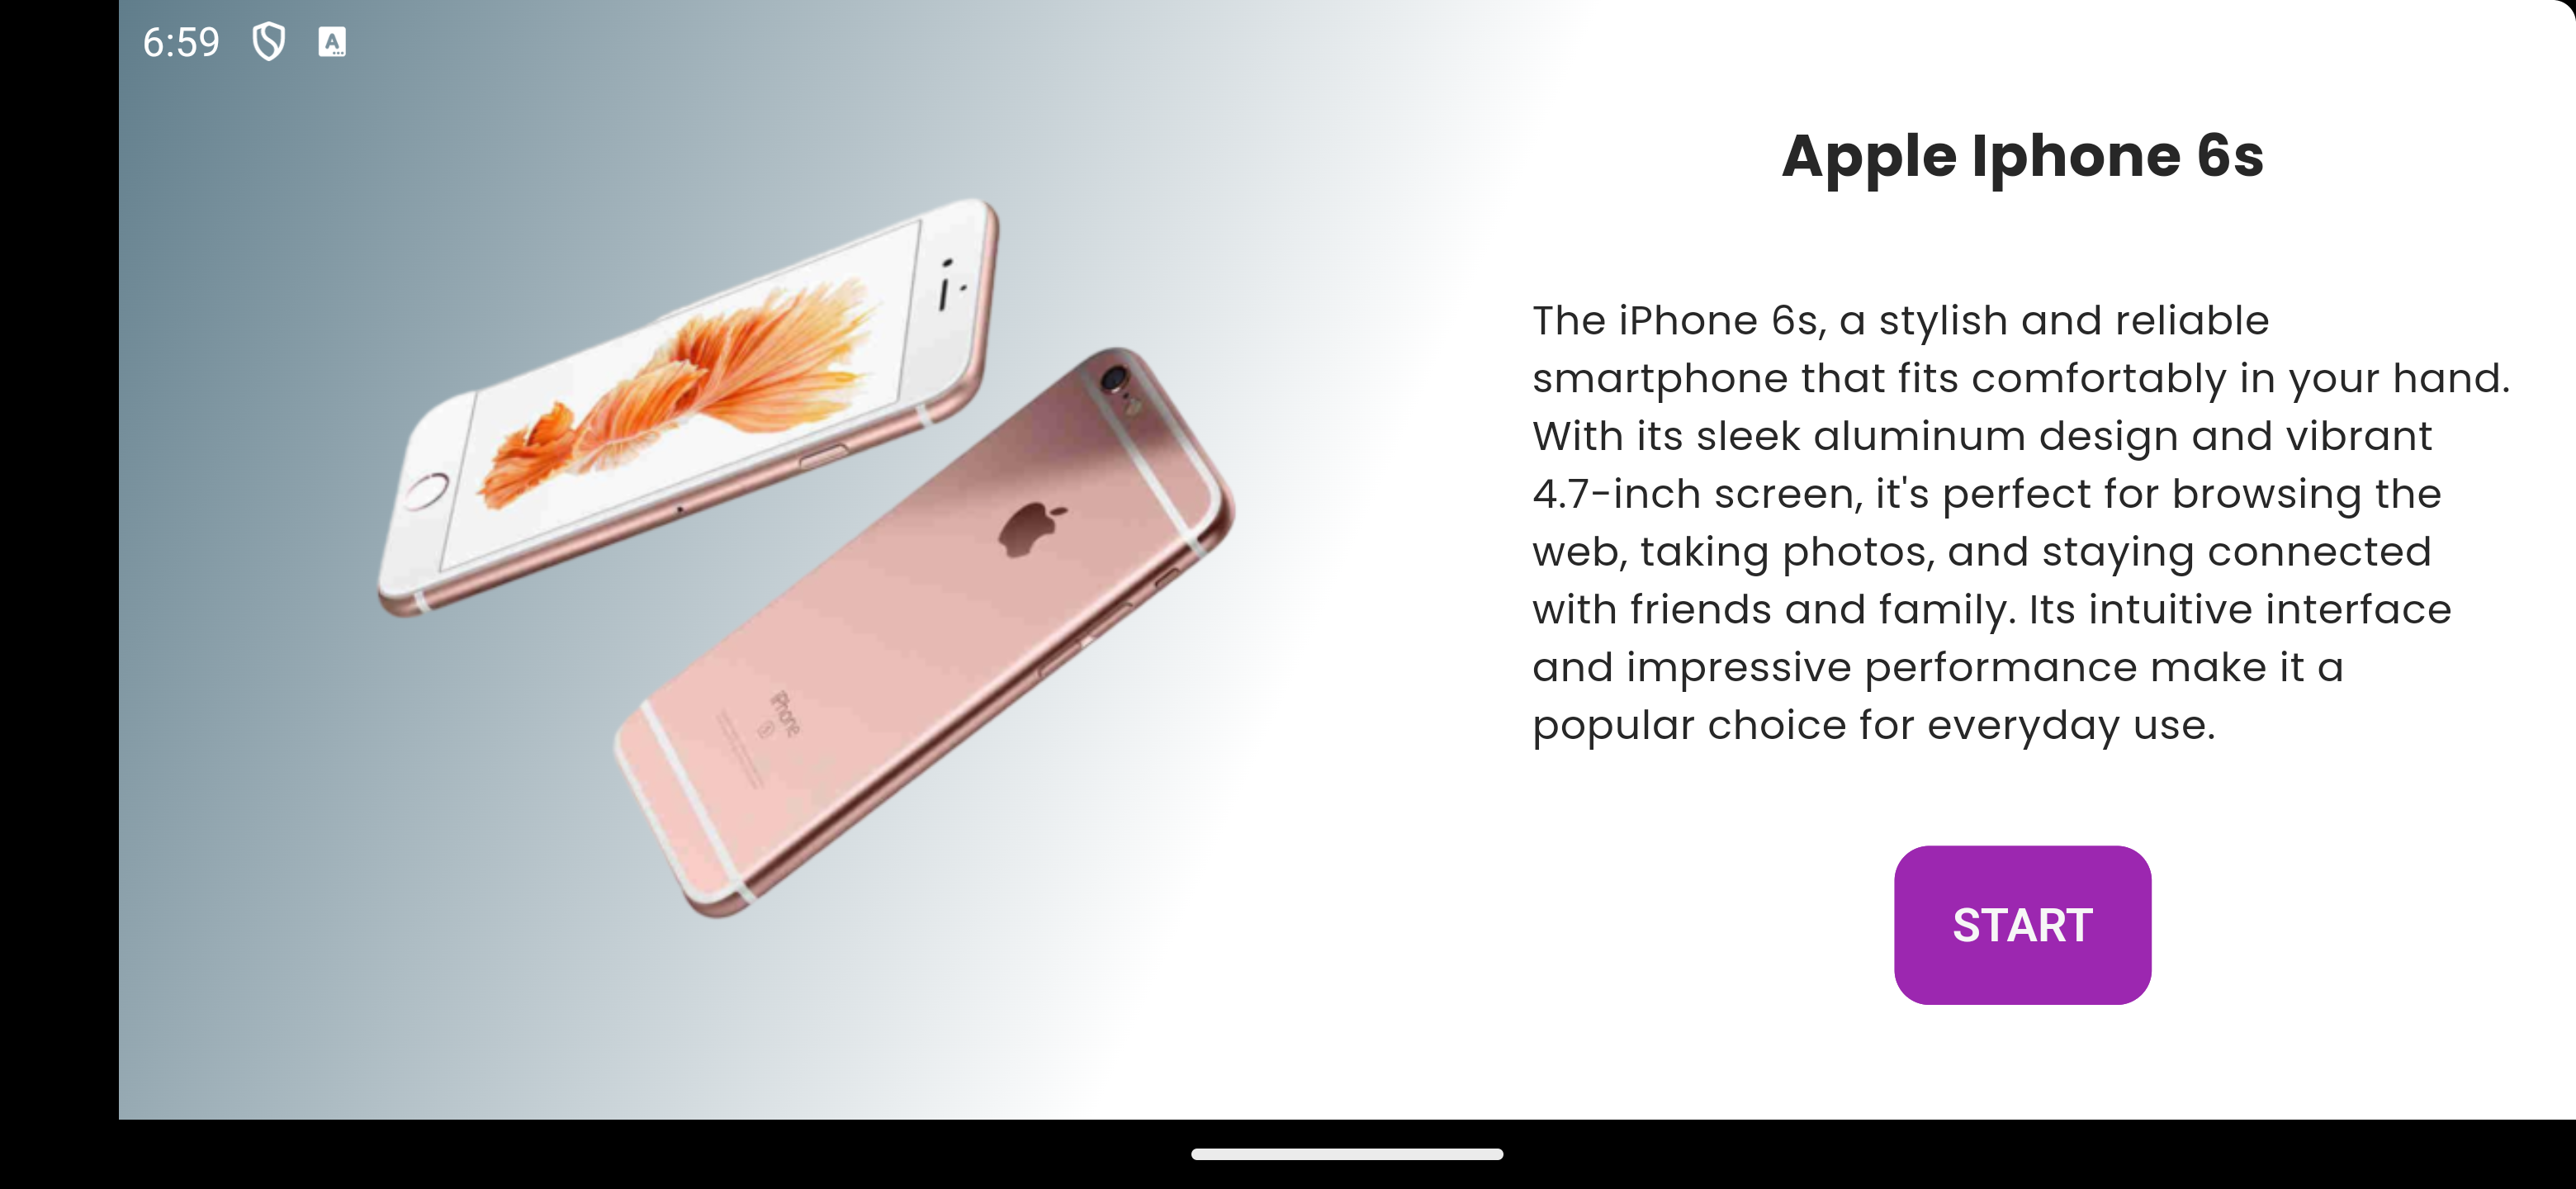 6:59 A
Apple Iphone 6s
The iPhone 6s, a stylish and reliable
smartphone that fits comfortably in your hand.
With its sleek aluminum design and vibrant
4.7-inch screen, it's perfect for browsing the
web, taking photos, and staying connected
with friends and family. Its intuitive interface
and impressive performance make it a
popular choice for everyday use.
iPhone
S
START